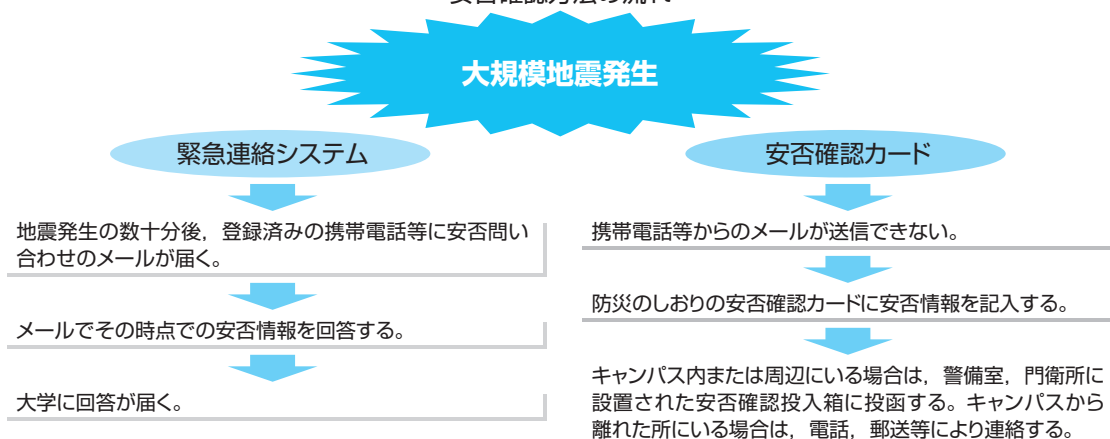 大規模地震発生
緊急連絡システム
地震発生の数十分後，登録済みの携帯電話等に安否問い
合わせのメールが届く。
メールでその時点での安否情報を回答する。
大学に回答が届く。
安否確認カード
携帯電話等からのメールが送信できない。
防災のしおりの安否確認カードに安否情報を記入する。
キャンパス内または周辺にいる場合は，警備室，門衛所に
設置された安否確認投入箱に投函する。キャンパスから
離れた所にいる場合は，電話，郵送等により連絡する。